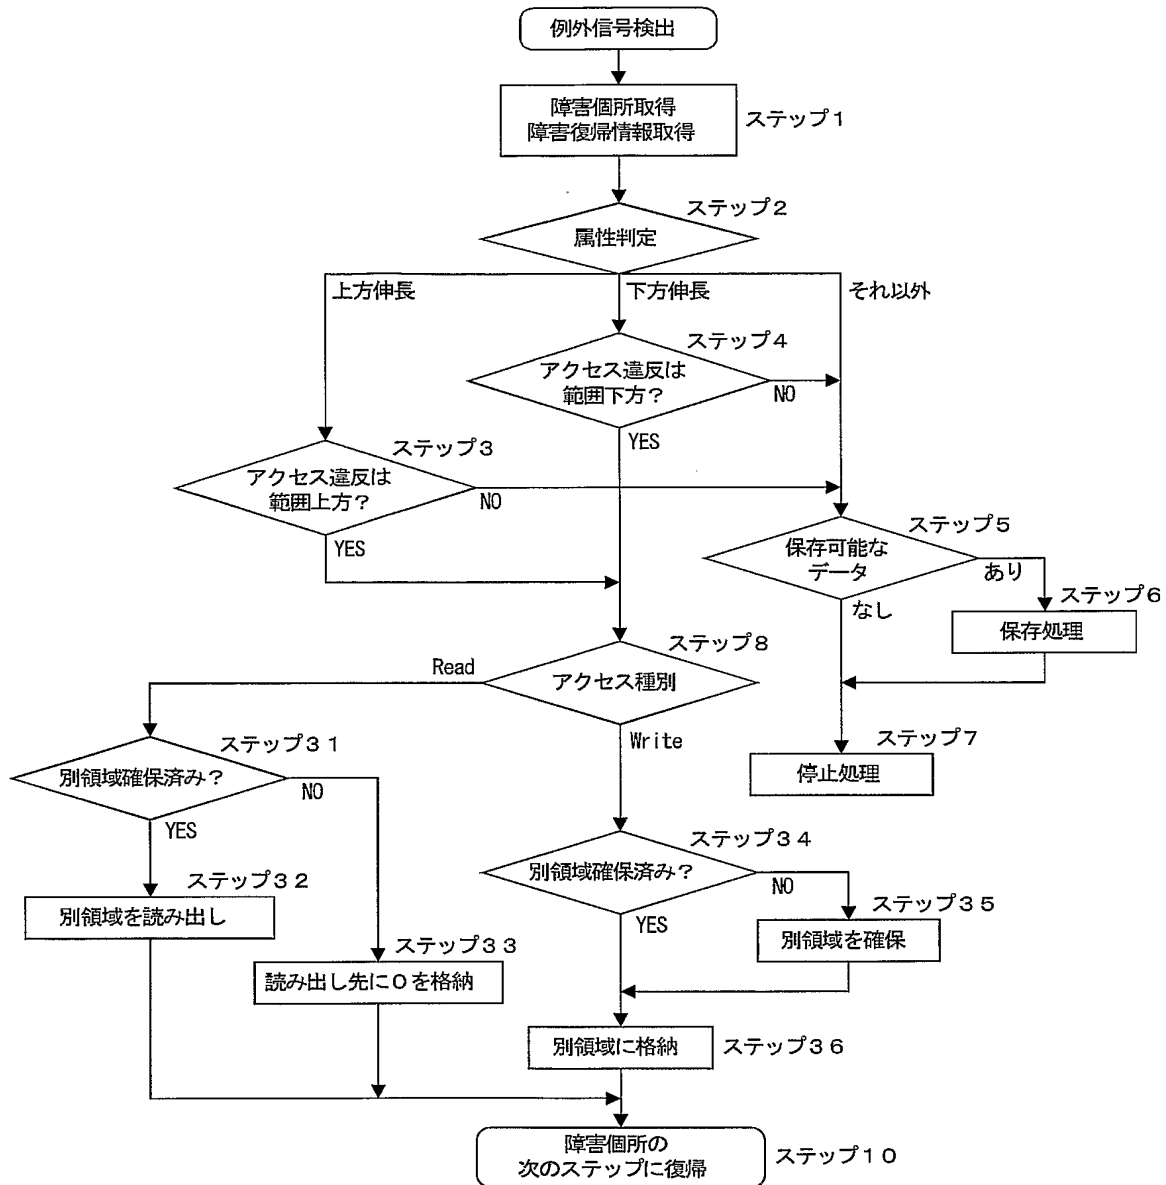 例外信号検出
障害個所取得
障害復帰情報取得
ステップ1
ステップ2
属性判定
上方伸長
下方伸長
それ以外
ステップ4
アクセス違反は
範囲下方?
NO
YES
ステップ3
アクセス違反は
範囲上方?
NO
YES
ステップ5
保存可能な
データ
あり
なし
ステップ6
保存処理
ステップ8
Read
アクセス種別
Write
ステップ7
停止処理
ステップ31
別領域確保済み?
NO
YES
ステップ34
別領域確保済み?
NO
YES
ステップ32
別領域を読み出し
ステップ35
別領域を確保
ステップ33
読み出し先に0を格納
別領域に格納
ステップ36
障害個所の
次のステップに復帰
ステップ10